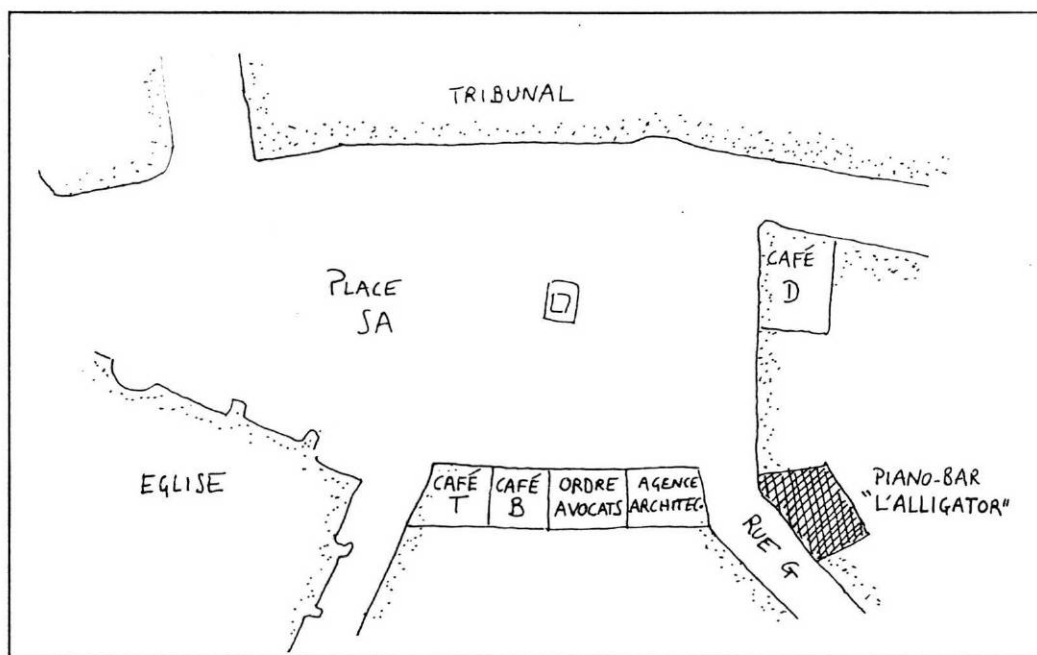 TRIBUNAL
PLACE
SA
CAFÉ
D
EGLISE
CAFÉ
T
CAFÉ
B
ORDRE
AVOCATS
AGENCE
ARCHITEC.
RUE G
PIANO-BAR
"L'ALLIGATOR"